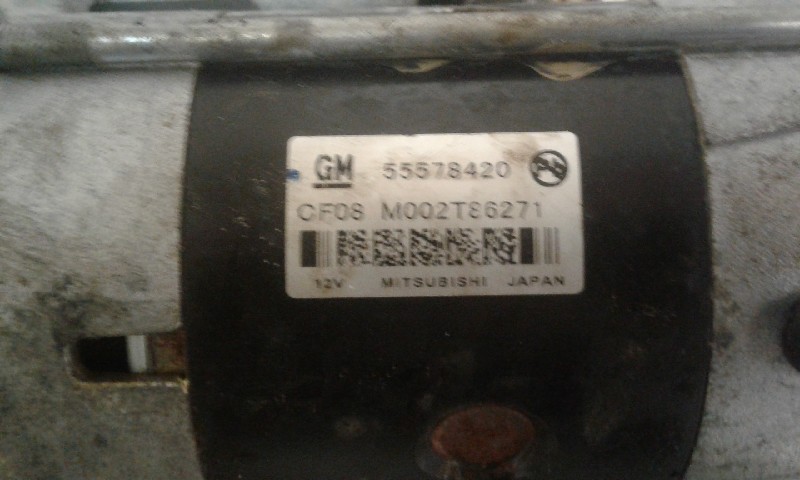 GM 55578420
CF08 M002T86271
12V MITSUBISHI JAPAN